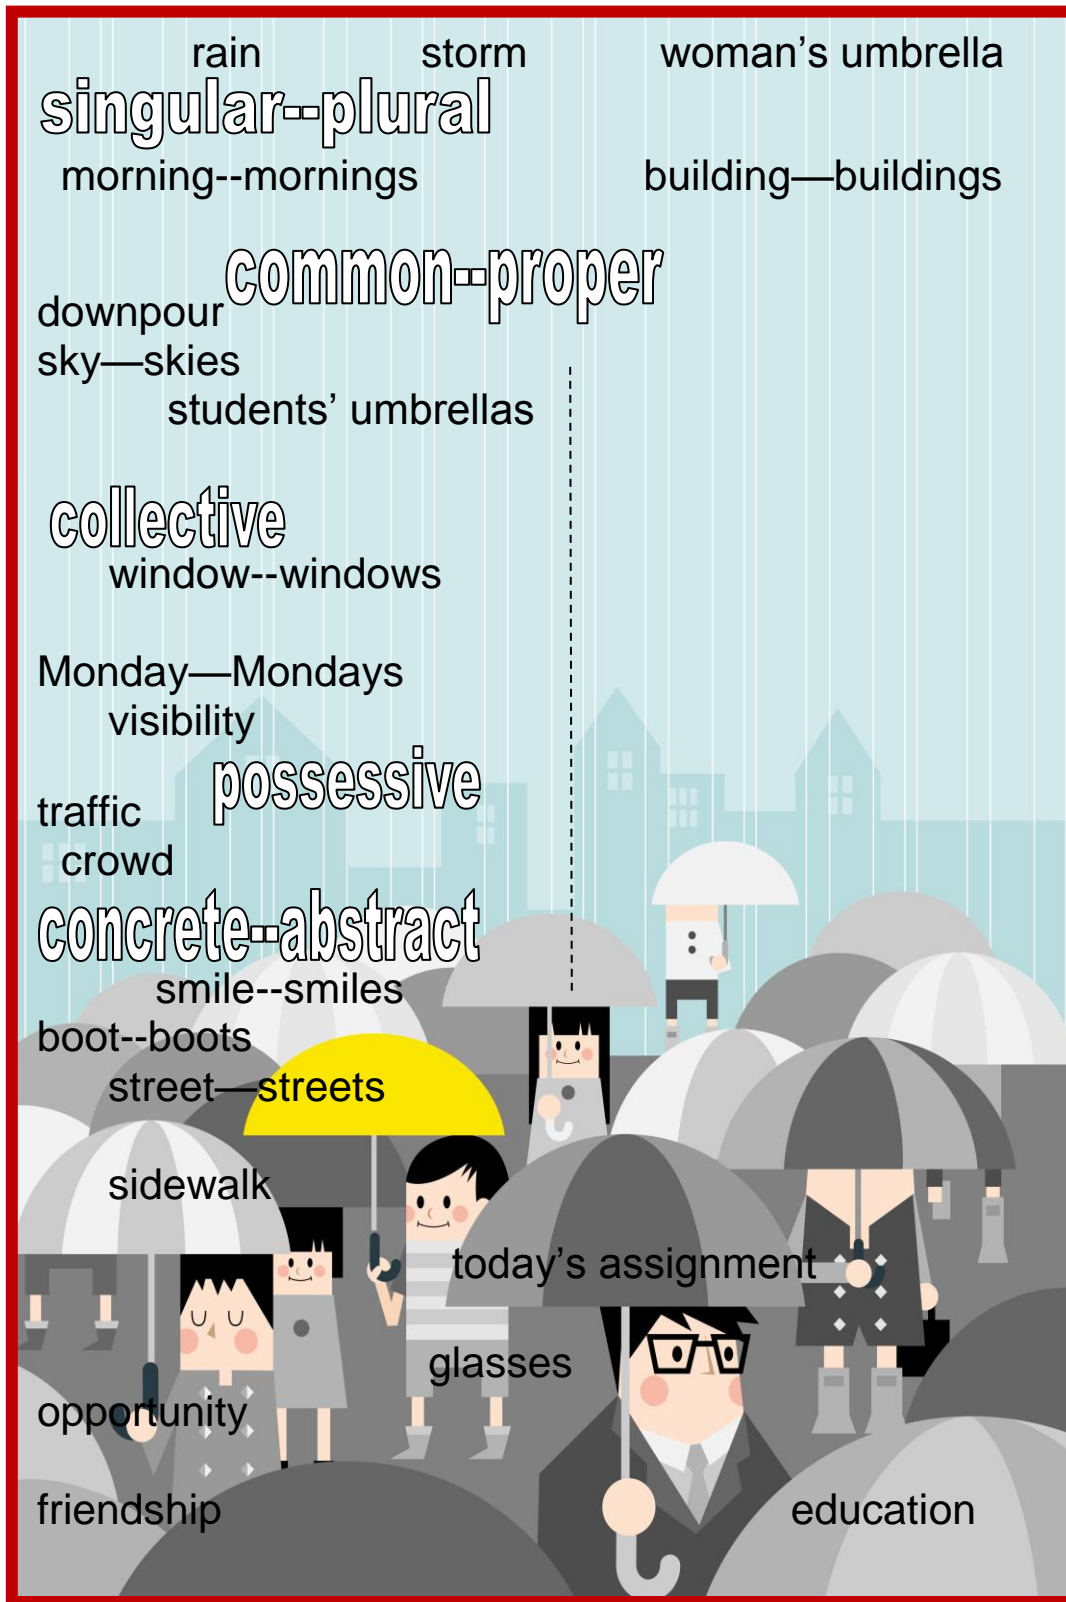 rain storm woman’s umbrella
singular--plural
morning--mornings building—buildings
common--proper
downpour
sky—skies
students’ umbrellas
collective
window--windows
Monday—Mondays
visibility
possessive
traffic
crowd
concrete--abstract
smile--smiles
boot--boots
street—streets
sidewalk
today’s assignment
glasses
opportunity
friendship education